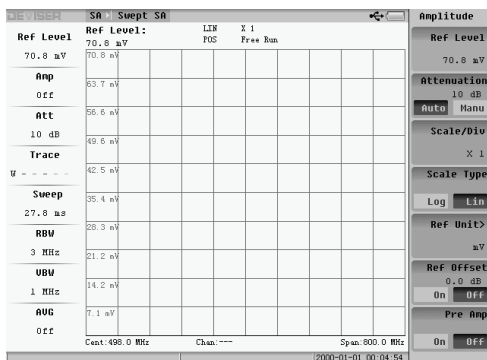 DEVISER
SA Swept SA
Amplitude
Ref Level
70.8 mV
Amp
Off
Att
10 dB
Trace
W - - - - -
Sweep
27.8 ms
RBW
3 MHz
VBW
1 MHz
AVG
Off
Ref Level:
70.8 mV
LIN
POS
X 1
Free Run
70.8 mV
63.7 mV
56.6 mV
49.6 mV
42.5 mV
35.4 mV
28.3 mV
21.2 mV
14.2 mV
7.1 mV
Cent:498.0 MHz Chan:--- Span:800.0 MHz
2000-01-01 00:04:54
Ref Level
70.8 mV
Attenuation
10 dB
Auto Manu
Scale/Div
X 1
Scale Type
Log Lin
Ref Unit>
mV
Ref Offset
0.0 dB
On Off
Pre Amp
On Off